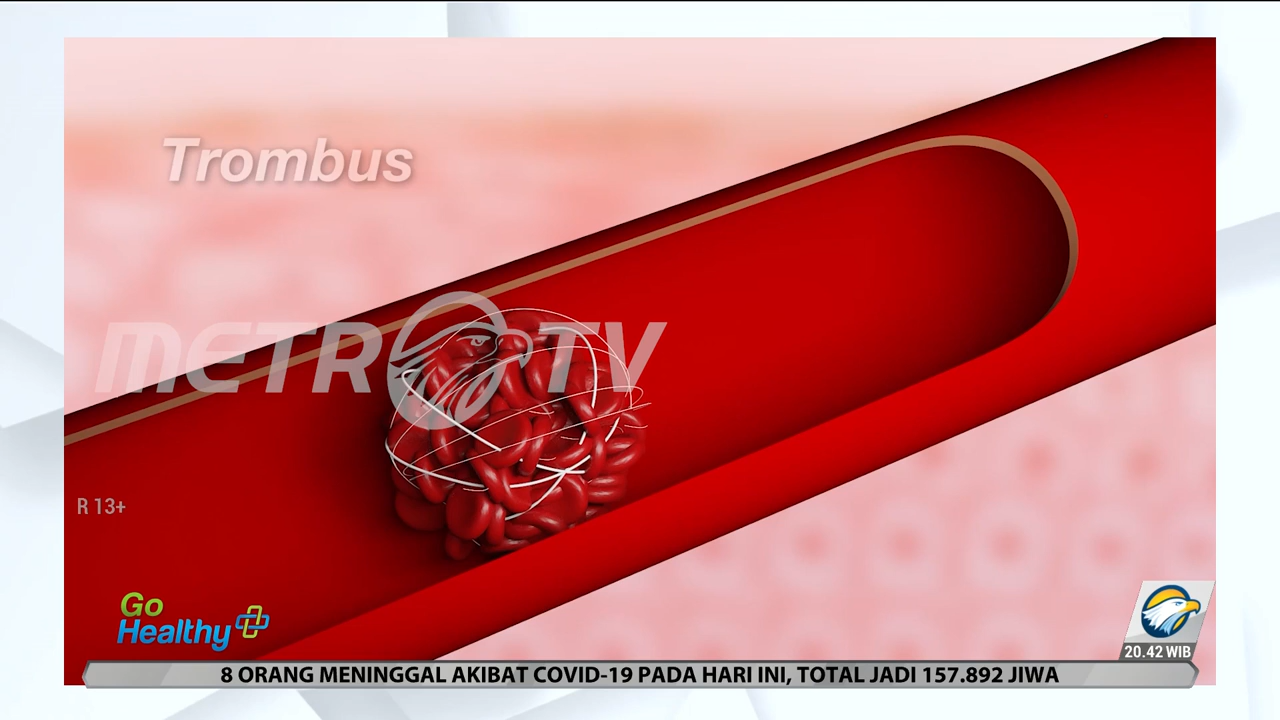 Trombus
METRO TV
R 13+
Go
Healthy
20.42 WIB
8 ORANG MENINGGAL AKIBAT COVID-19 PADA HARI INI, TOTAL JADI 157.892 JIWA